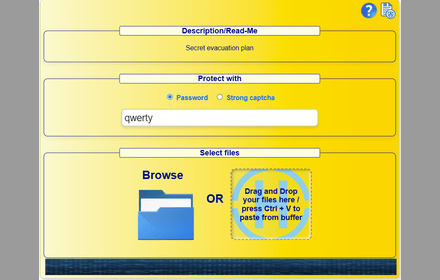 ?
Description/Read-Me
Secret evacuation plan
Protect with
Password Strong captcha
qwerty
Select files
Browse
OR
Drag and Drop
your files here /
press Ctrl + V to
paste from buffer